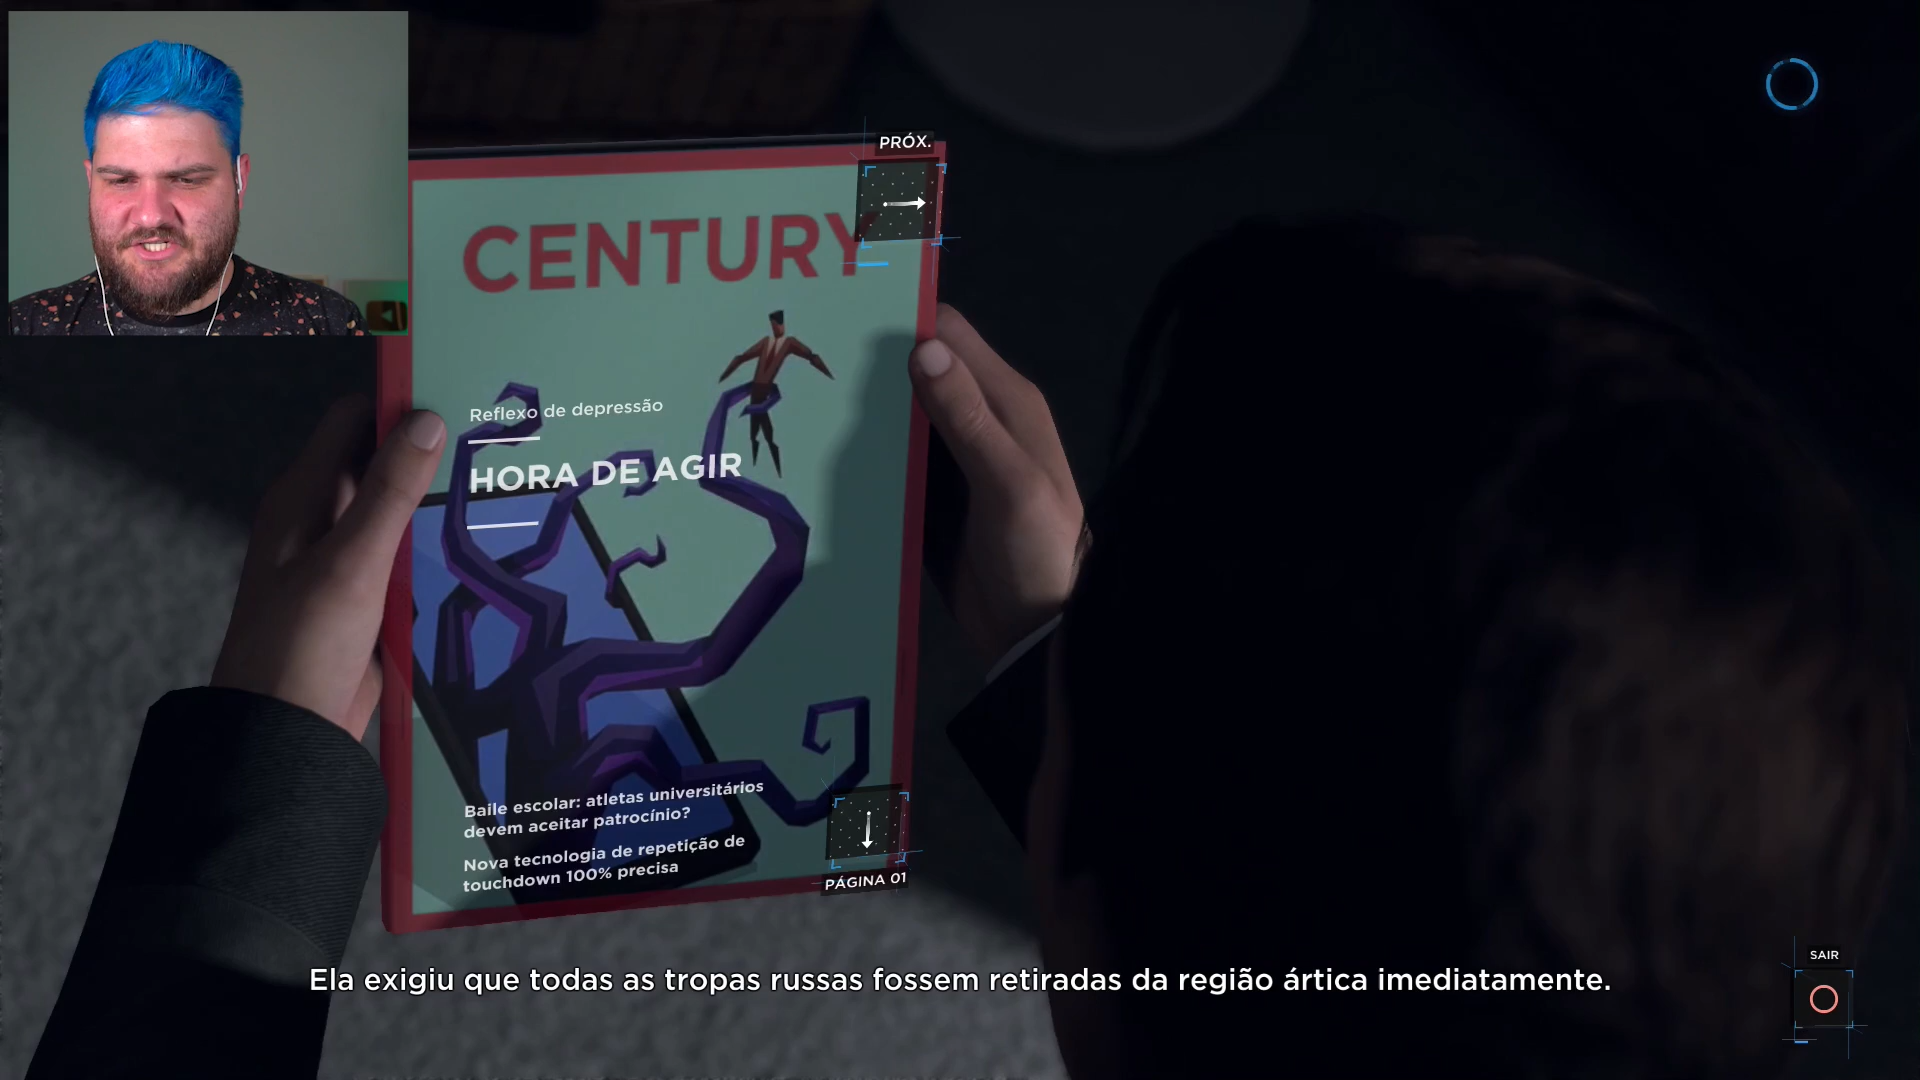 PRÓX.
CENTURY
Reflexo de depressão
HORA DE AGIR
Baile escolar: atletas universitários
devem aceitar patrocínio?
Nova tecnologia de repetição de
touchdown 100% precisa
PÁGINA 01
SAIR
Ela exigiu que todas as tropas russas fossem retiradas da região ártica imediatamente.